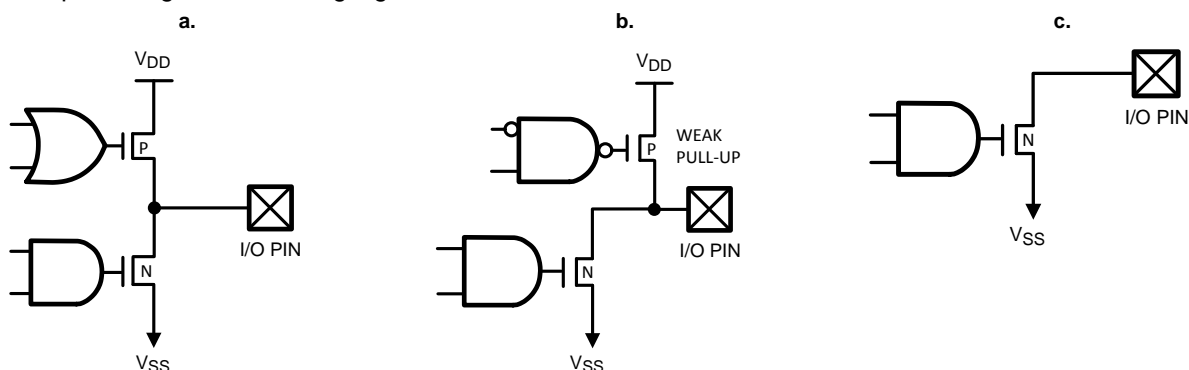 a.
VDD
P
I/O PIN
N
VSS
b.
VDD
WEAK
PULL-UP
P
I/O PIN
N
VSS
c.
I/O PIN
N
VSS